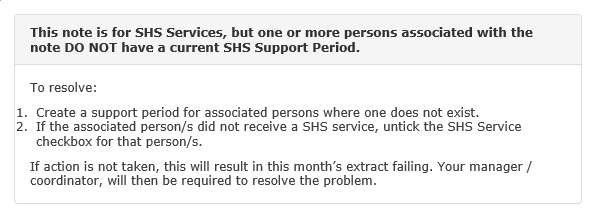 This note is for SHS Services, but one or more persons associated with the
note DO NOT have a current SHS Support Period.
To resolve:
1. Create a support period for associated persons where one does not exist.
2. If the associated person/s did not receive a SHS service, untick the SHS Service
checkbox for that person/s.
If action is not taken, this will result in this month's extract failing. Your manager /
coordinator, will then be required to resolve the problem.